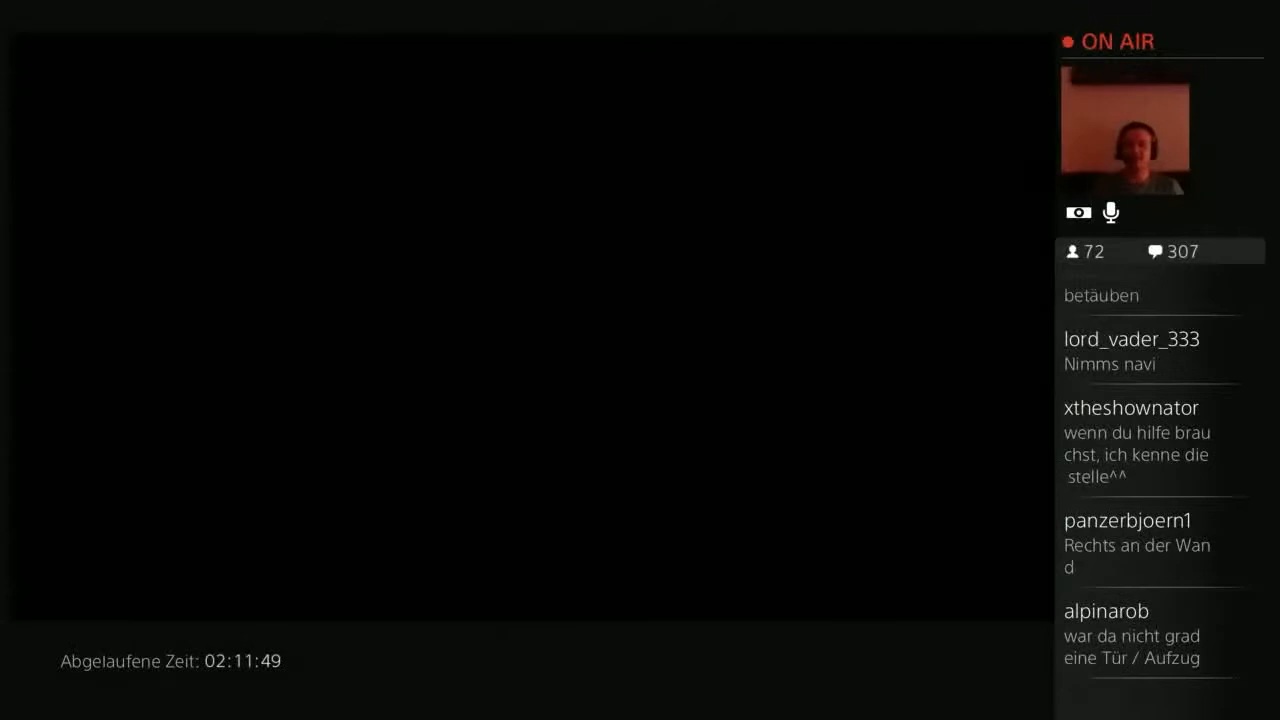 ON AIR
72 307
betäuben
lord_vader_333
Nimms navi
xtheshownator
wenn du hilfe brau
chst, ich kenne die
stelle^^
panzerbjoern1
Rechts an der Wan
d
alpinarob
war da nicht grad
eine Tür / Aufzug
Abgelaufene Zeit: 02:11:49